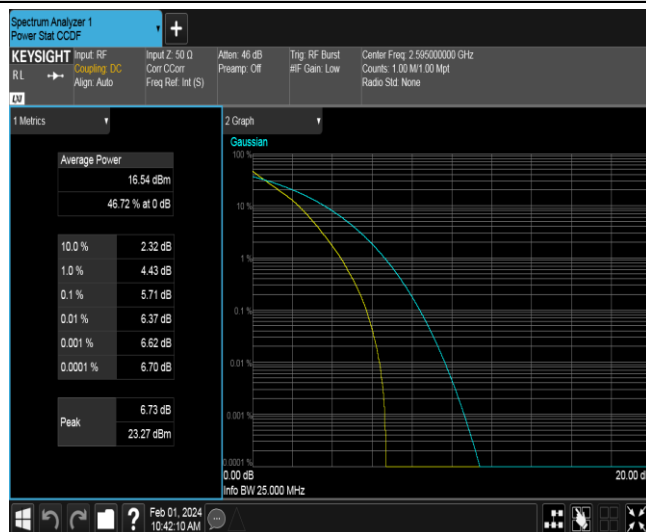 Spectrum Analyzer 1
Power Stat CCDF
KEYSIGHT
RL
LXI
Input: RF
Coupling: DC
Align: Auto
Input Z: 50 Ω
Corr CCorr
Freq Ref: Int (S)
Atten: 46 dB
Preamp: Off
Trig: RF Burst
#IF Gain: Low
Center Freq: 2.595000000 GHz
Counts: 1.00 M/1.00 Mpt
Radio Std: None
1 Metrics
Average Power
16.54 dBm
46.72 % at 0 dB
10.0 % 2.32 dB
1.0 % 4.43 dB
0.1 % 5.71 dB
0.01 % 6.37 dB
0.001 % 6.62 dB
0.0001 % 6.70 dB
Peak
6.73 dB
23.27 dBm
2 Graph
Gaussian
100 %
10 %
1 %
0.1 %
0.01 %
0.001 %
0.0001 %
0.00 dB
20.00 d
Info BW 25.000 MHz
?
Feb 01, 2024
10:42:10 AM